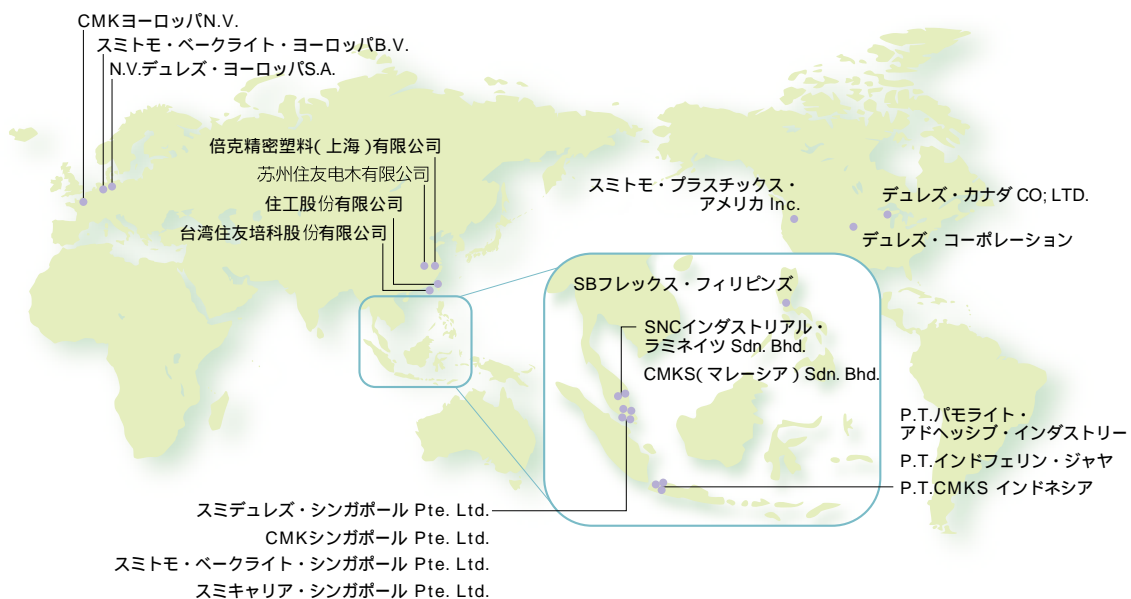 CMKヨーロッパN.V.
スミトモ・ベークライト・ヨーロッパB.V.
N.V.デュレズ・ヨーロッパS.A.
倍克精密塑料(上海)有限公司
苏州住友电木有限公司
住工股份有限公司
台湾住友培科股份有限公司
スミトモ・プラスチックス・
アメリカ Inc.
デュレズ・カナダ CO; LTD.
デュレズ・コーポレーション
SBフレックス・フィリピンズ
SNCインダストリアル・
ラミネイツ Sdn. Bhd.
CMKS(マレーシア)Sdn. Bhd.
P.T.パモライト・
アドヘッシブ・インダストリー
P.T.インドフェリン・ジャヤ
P.T.CMKS インドネシア
スミデュレズ・シンガポール Pte. Ltd.
CMKシンガポール Pte. Ltd.
スミトモ・ベークライト・シンガポール Pte. Ltd.
スミキャリア・シンガポール Pte. Ltd.